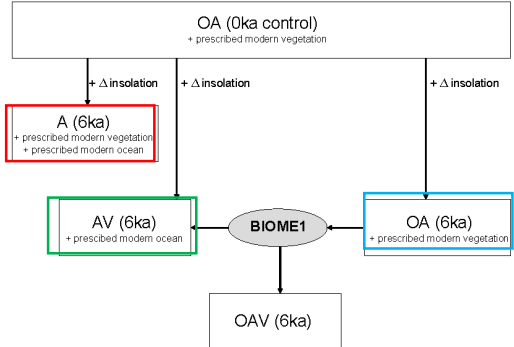 OA (0ka control)
+ prescribed modern vegetation
+ Δ insolation
+ Δ insolation
+ Δ insolation
A (6ka)
+ prescribed modern vegetation
+ prescribed modern ocean
AV (6ka)
+ prescibed modern ocean
BIOME1
OA (6ka)
+ prescribed modern vegetation
OAV (6ka)